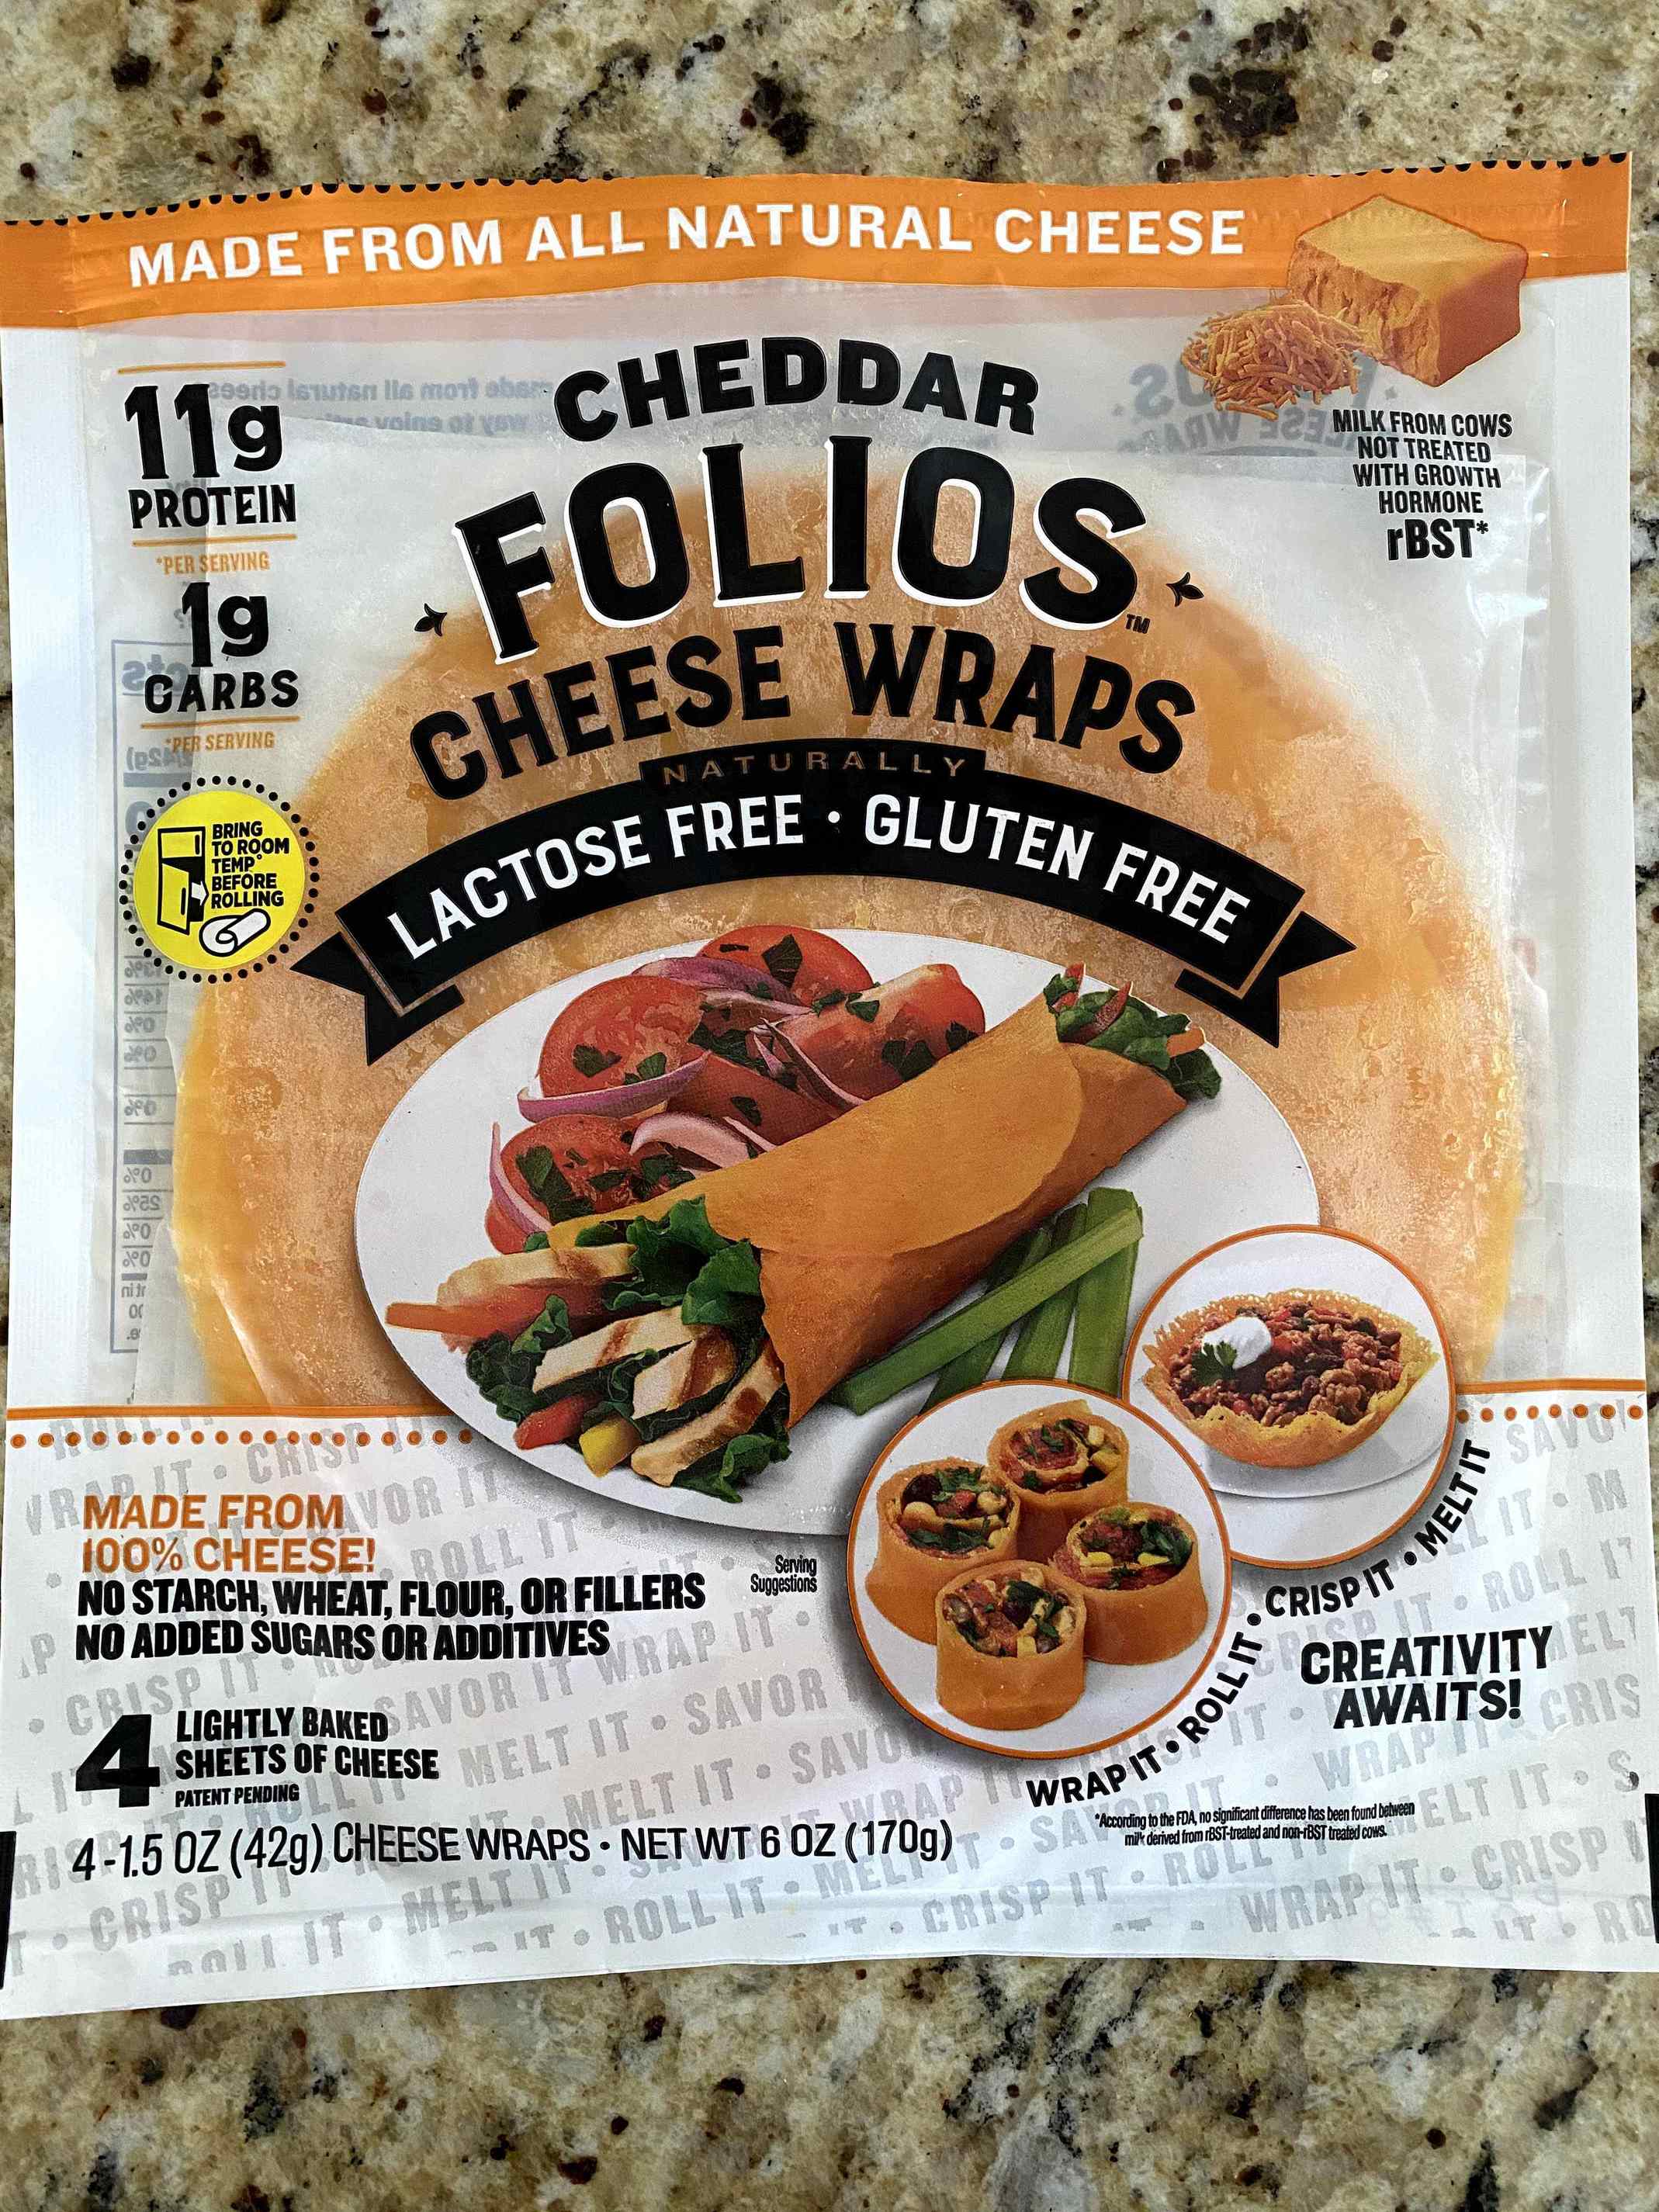 MADE FROM ALL NATURAL CHEESE
CHEDDAR
FOLIOS™
CHEESE WRAPS
NATURALLY
LACTOSE FREE • GLUTEN FREE
11g
PROTEIN
*PER SERVING
1g
CARBS
*PER SERVING
BRING
TO ROOM
TEMP°
BEFORE
ROLLING
MILK FROM COWS
NOT TREATED
WITH GROWTH
HORMONE
rBST*
MADE FROM
100% CHEESE!
NO STARCH, WHEAT, FLOUR, OR FILLERS
NO ADDED SUGARS OR ADDITIVES
Serving
Suggestions
4
LIGHTLY BAKED
SHEETS OF CHEESE
PATENT PENDING
4-1.5 OZ (42g) CHEESE WRAPS • NET WT 6 OZ (170g)
WRAP IT • ROLL IT • CRISP IT • MELT IT
CREATIVITY
AWAITS!
*According to the FDA, no significant difference has been found between
milk derived from rBST-treated and non-rBST treated cows.